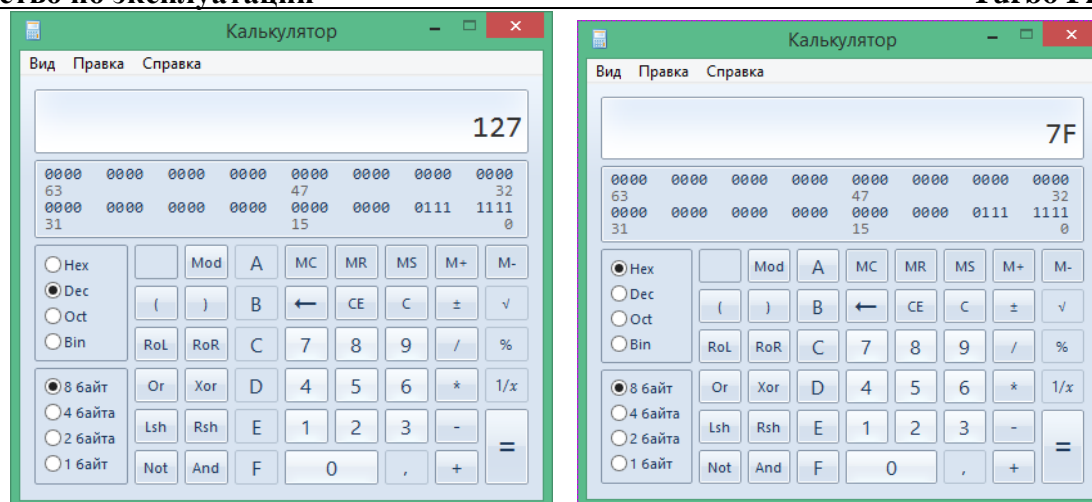 Калькулятор
Вид Правка Справка
127
0000 0000 0000 0000 0000 0000 0000 0000
63 47 32
0000 0000 0000 0000 0000 0000 0111 1111
31 15 0
Hex Mod A MC MR MS M+ M-
Dec ( ) B ← CE C ± √
Oct
Bin RoL RoR C 7 8 9 / %
8 байт Or Xor D 4 5 6 * 1/x
4 байта
2 байта Lsh Rsh E 1 2 3 - =
1 байт Not And F 0 , +
Калькулятор
Вид Правка Справка
7F
0000 0000 0000 0000 0000 0000 0000 0000
63 47 32
0000 0000 0000 0000 0000 0000 0111 1111
31 15 0
Hex Mod A MC MR MS M+ M-
Dec ( ) B ← CE C ± √
Oct
Bin RoL RoR C 7 8 9 / %
8 байт Or Xor D 4 5 6 * 1/x
4 байта
2 байта Lsh Rsh E 1 2 3 - =
1 байт Not And F 0 , +